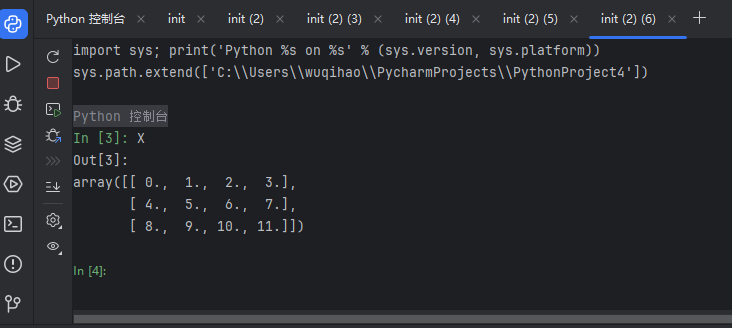 Python 控制台 init init (2) init (2) (3) init (2) (4) init (2) (5) init (2) (6)
import sys; print('Python %s on %s' % (sys.version, sys.platform))
sys.path.extend(['C:\\Users\\wuqihao\\PycharmProjects\\PythonProject4'])
Python 控制台
In [3]: X
Out[3]:
array([[ 0.,  1.,  2.,  3.],
       [ 4.,  5.,  6.,  7.],
       [ 8.,  9., 10., 11.]])
In [4]: